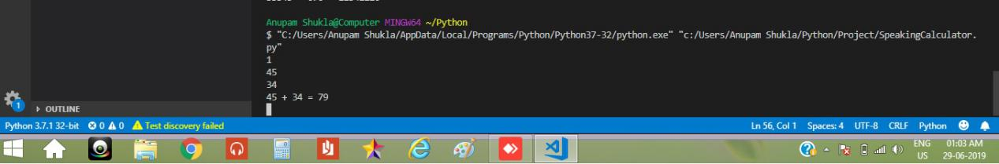 Anupam Shukla@Computer MINGW64 ~/Python
$ "C:/Users/Anupam Shukla/AppData/Local/Programs/Python/Python37-32/python.exe" "c:/Users/Anupam Shukla/Python/Project/SpeakingCalculator.
py"
1
45
34
45 + 34 = 79
1
OUTLINE
Python 3.7.1 32-bit 0 0 Test discovery failed Ln 56, Col 1 Spaces: 4 UTF-8 CRLF Python
ENG 01:03 AM
US 29-06-2019